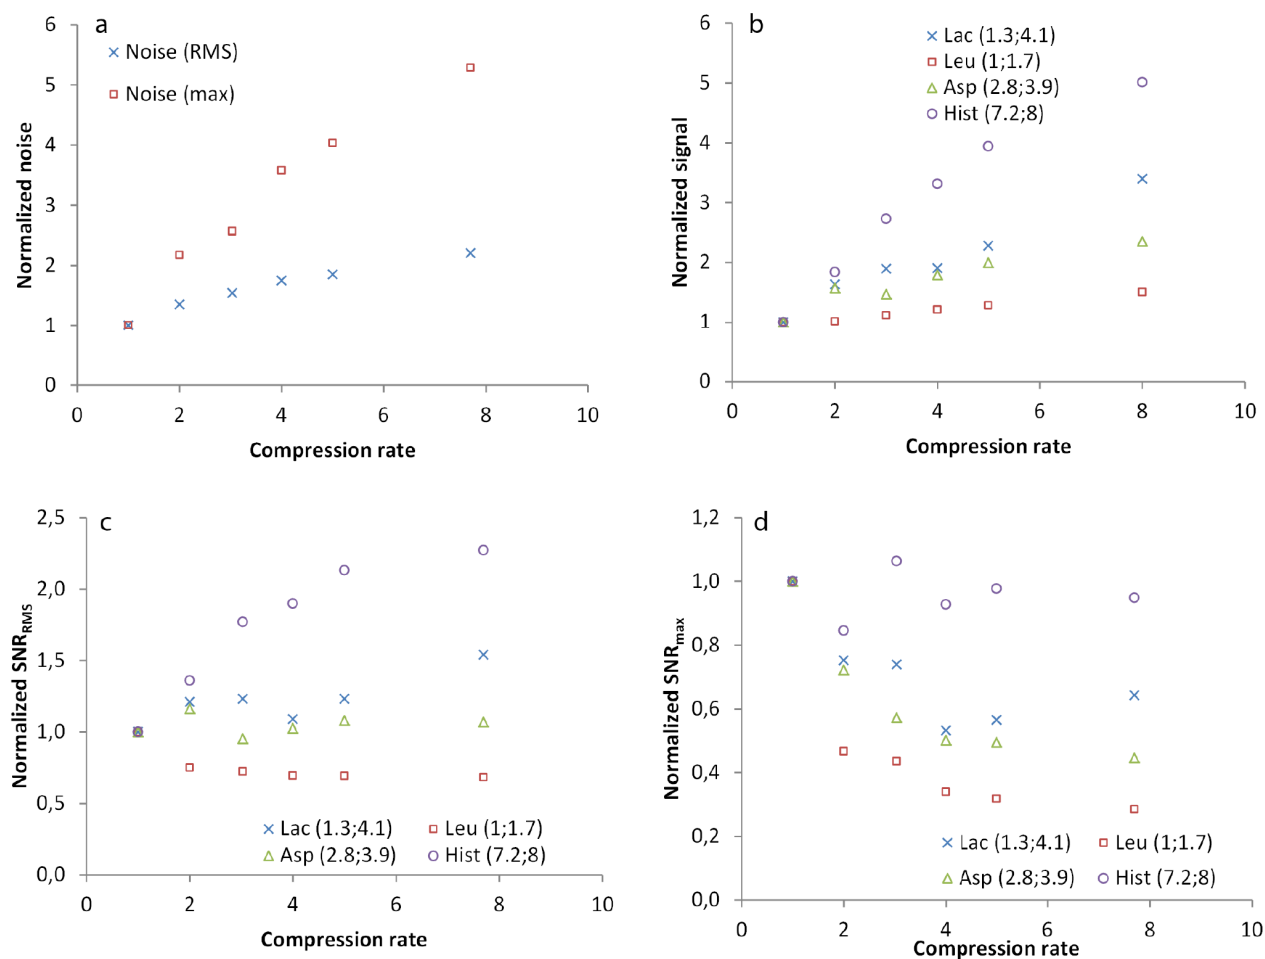 a
6
5
4
3
2
1
0
Normalized noise
Noise (RMS)
Noise (max)
0 2 4 6 8 10
Compression rate
b
6
5
4
3
2
1
0
Normalized signal
Lac (1.3;4.1)
Leu (1;1.7)
Asp (2.8;3.9)
Hist (7.2;8)
0 2 4 6 8 10
Compression rate
c
2,5
2,0
1,5
1,0
0,5
0,0
Normalized SNRRMS
Lac (1.3;4.1) Leu (1;1.7)
Asp (2.8;3.9) Hist (7.2;8)
0 2 4 6 8 10
Compression rate
d
1,2
1,0
0,8
0,6
0,4
0,2
0,0
Normalized SNRmax
Lac (1.3;4.1) Leu (1;1.7)
Asp (2.8;3.9) Hist (7.2;8)
0 2 4 6 8 10
Compression rate